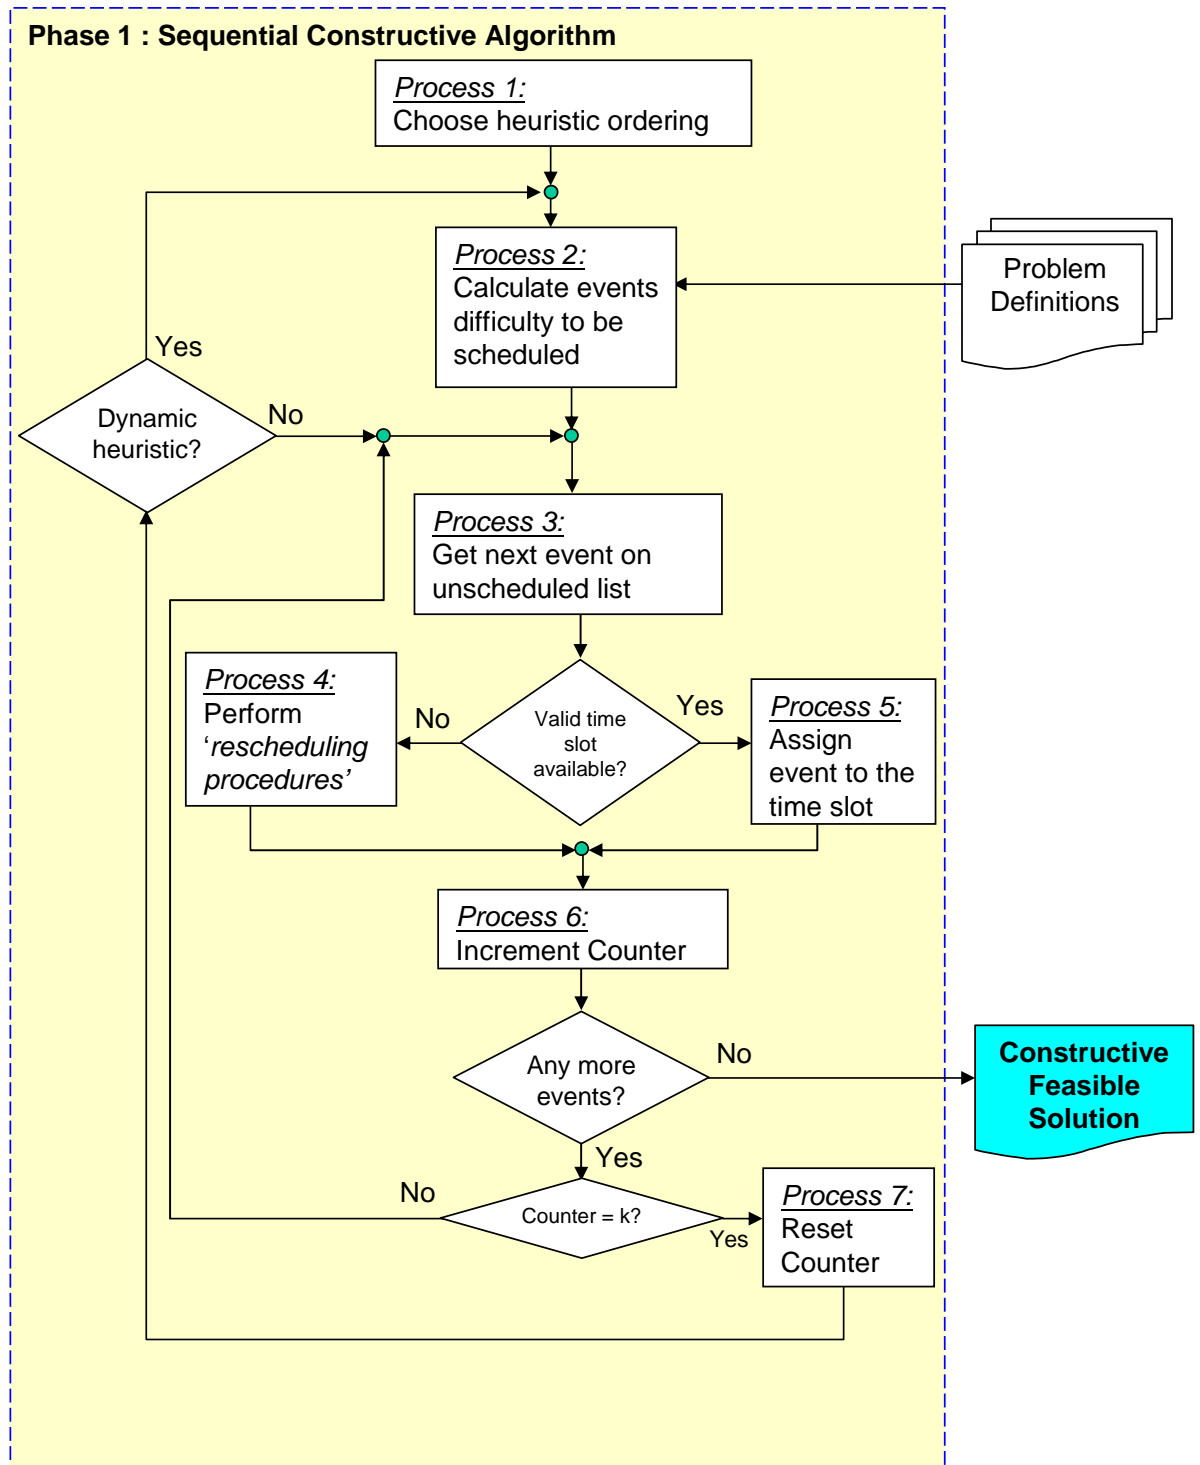 Phase 1 : Sequential Constructive Algorithm
Process 1:
Choose heuristic ordering
Process 2:
Calculate events
difficulty to be
scheduled
Problem
Definitions
Yes
Dynamic
heuristic?
No
Process 3:
Get next event on
unscheduled list
Process 4:
Perform
‘rescheduling
procedures’
No
Valid time
slot
available?
Yes
Process 5:
Assign
event to the
time slot
Process 6:
Increment Counter
Any more
events?
No
Constructive
Feasible
Solution
Yes
No
Counter = k?
Yes
Process 7:
Reset
Counter